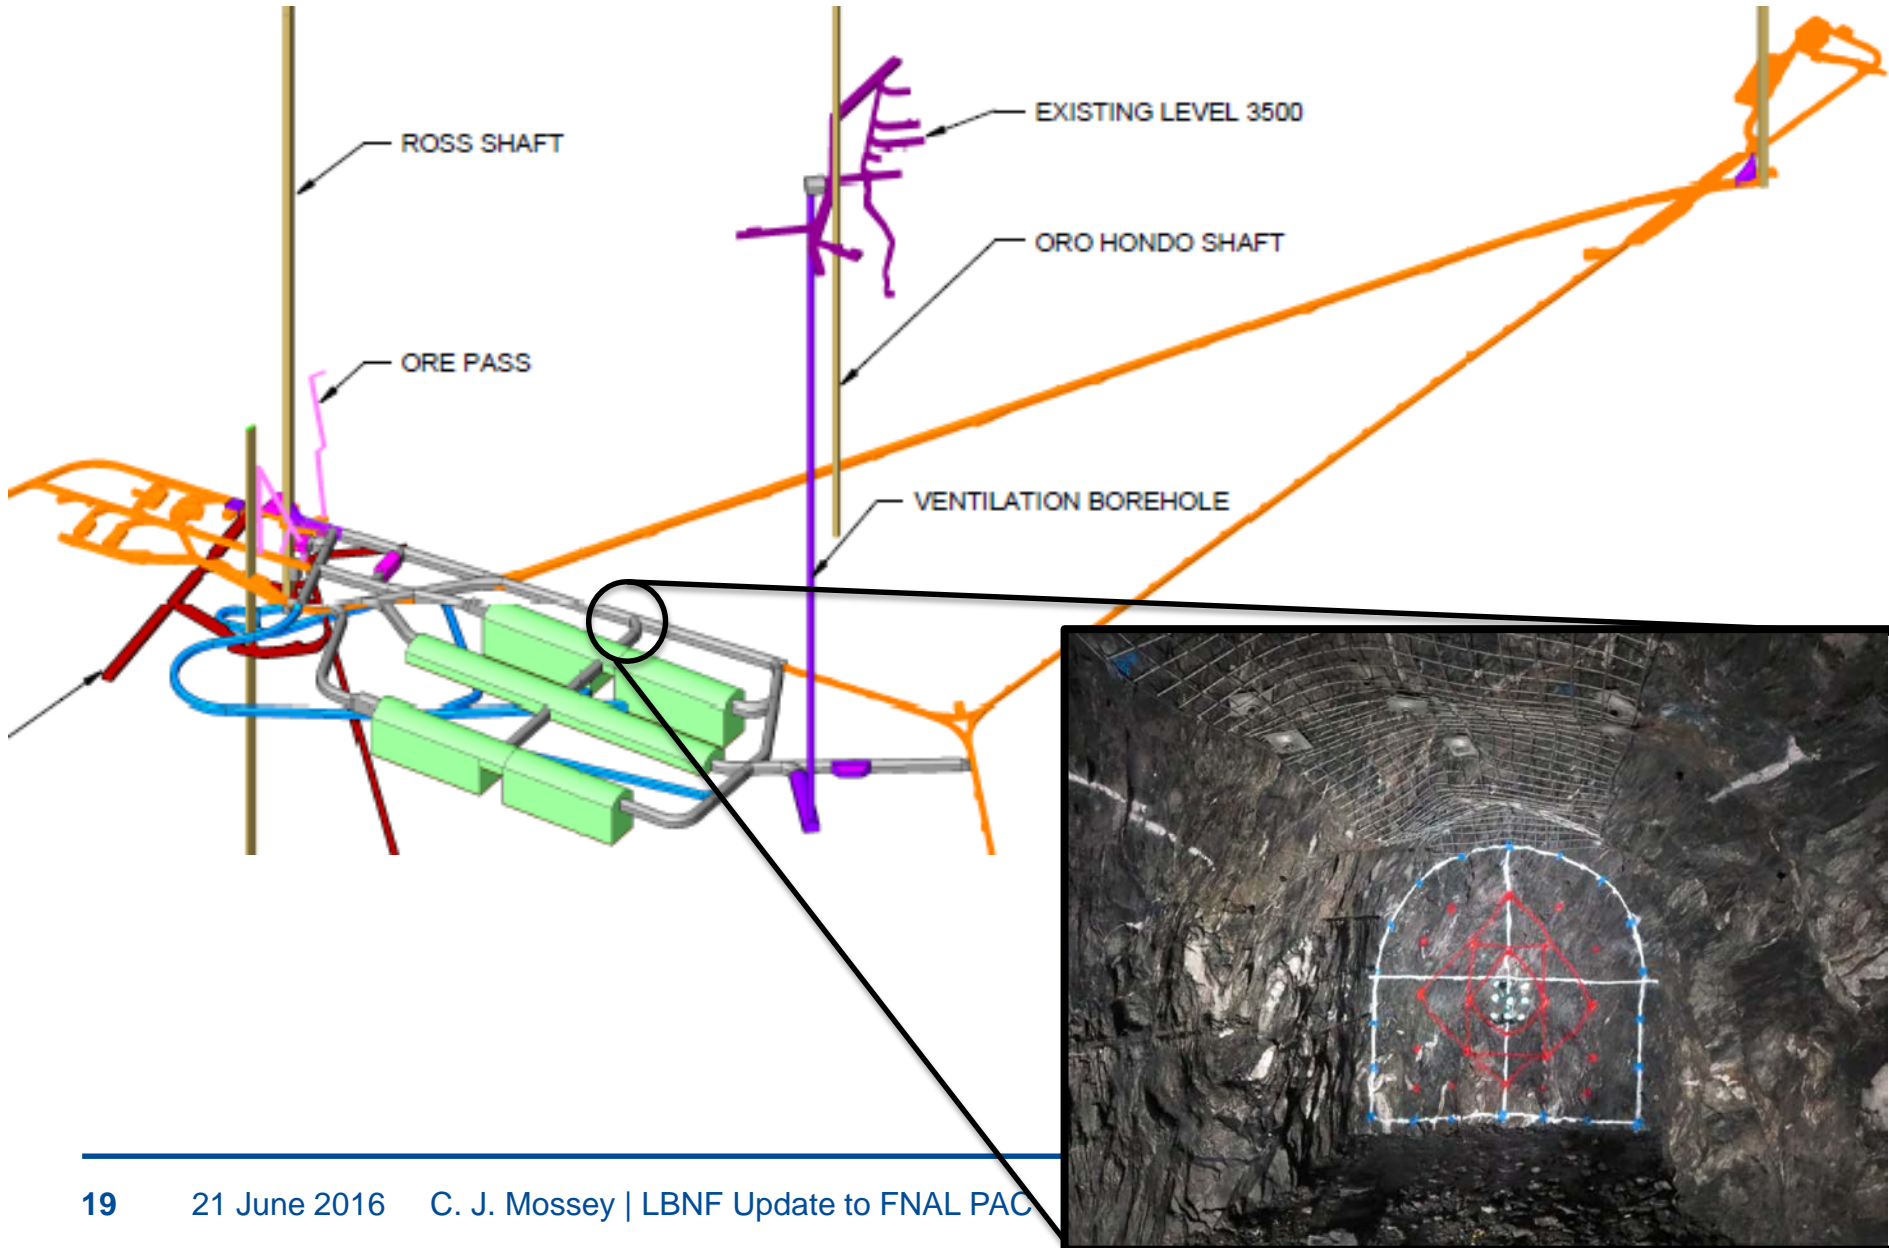 EXISTING LEVEL 3500
ROSS SHAFT
ORO HONDO SHAFT
ORE PASS
VENTILATION BOREHOLE
19 21 June 2016 C. J. Mossey | LBNF Update to FNAL PAC